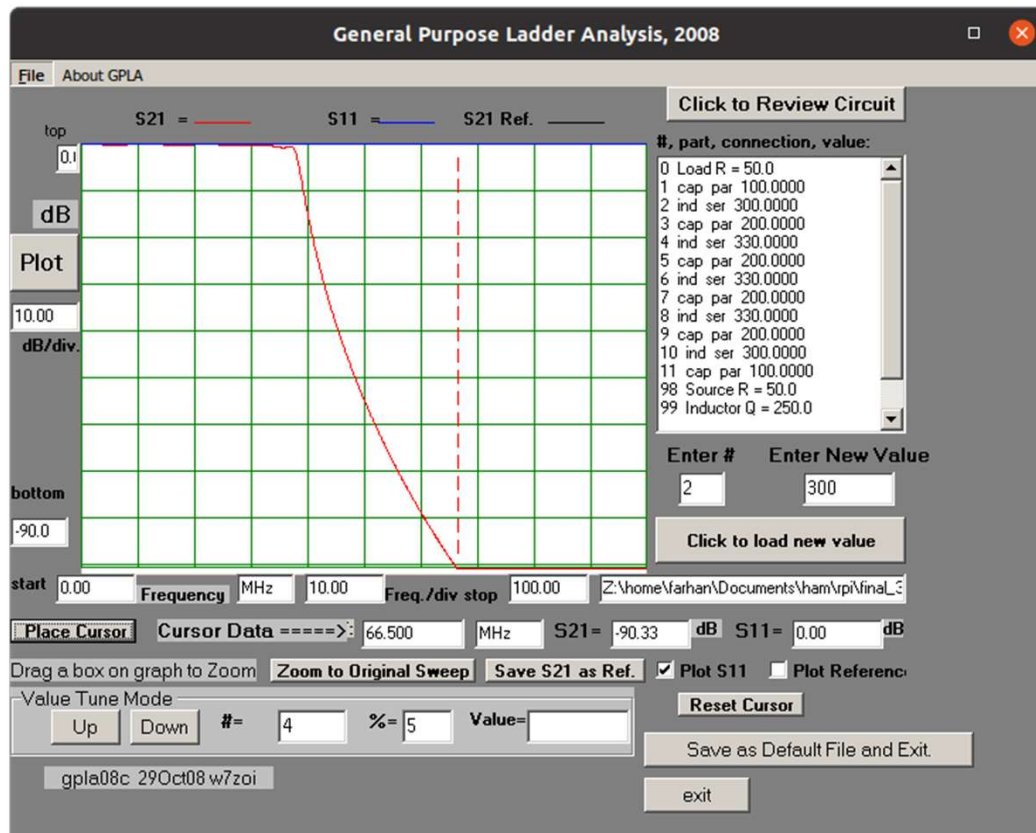 General Purpose Ladder Analysis, 2008
File About GPLA
Click to Review Circuit
S21 = S11 = S21 Ref.
top
#, part, connection, value:
0 Load R = 50.0
1 cap par 100.0000
2 ind ser 300.0000
3 cap par 200.0000
4 ind ser 330.0000
5 cap par 200.0000
6 ind ser 330.0000
7 cap par 200.0000
8 ind ser 330.0000
9 cap par 200.0000
10 ind ser 300.0000
11 cap par 100.0000
98 Source R = 50.0
99 Inductor Q = 250.0
dB
Plot
10.00
dB/div.
bottom
-90.0
Enter # Enter New Value
2 300
Click to load new value
start 0.00 Frequency MHz 10.00 Freq./div stop 100.00 Z:\home\farhan\Documents\ham\rpi\final_3
Place Cursor Cursor Data =====>: 66.500 MHz S21= -90.33 dB S11= 0.00 dB
Drag a box on graph to Zoom Zoom to Original Sweep Save S21 as Ref. Plot S11 Plot Reference
Value Tune Mode
Up Down #= 4 %= 5 Value=
Reset Cursor
Save as Default File and Exit.
gpla08c 29Oct08 w7zoi
exit